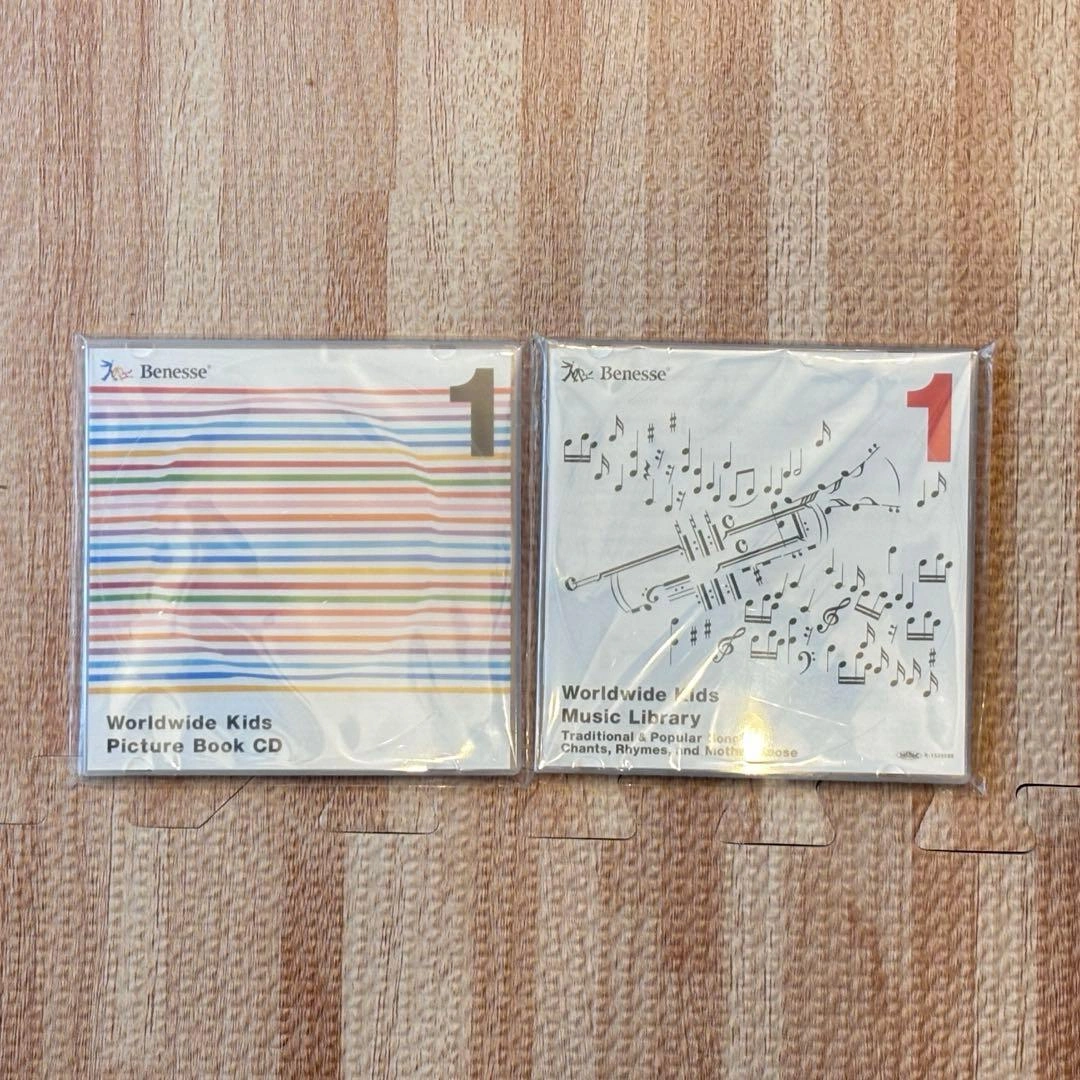 Benesse®
1
Worldwide Kids
Picture Book CD
Benesse®
1
Worldwide Kids
Music Library
Traditional & Popular
Chants, Rhymes, and